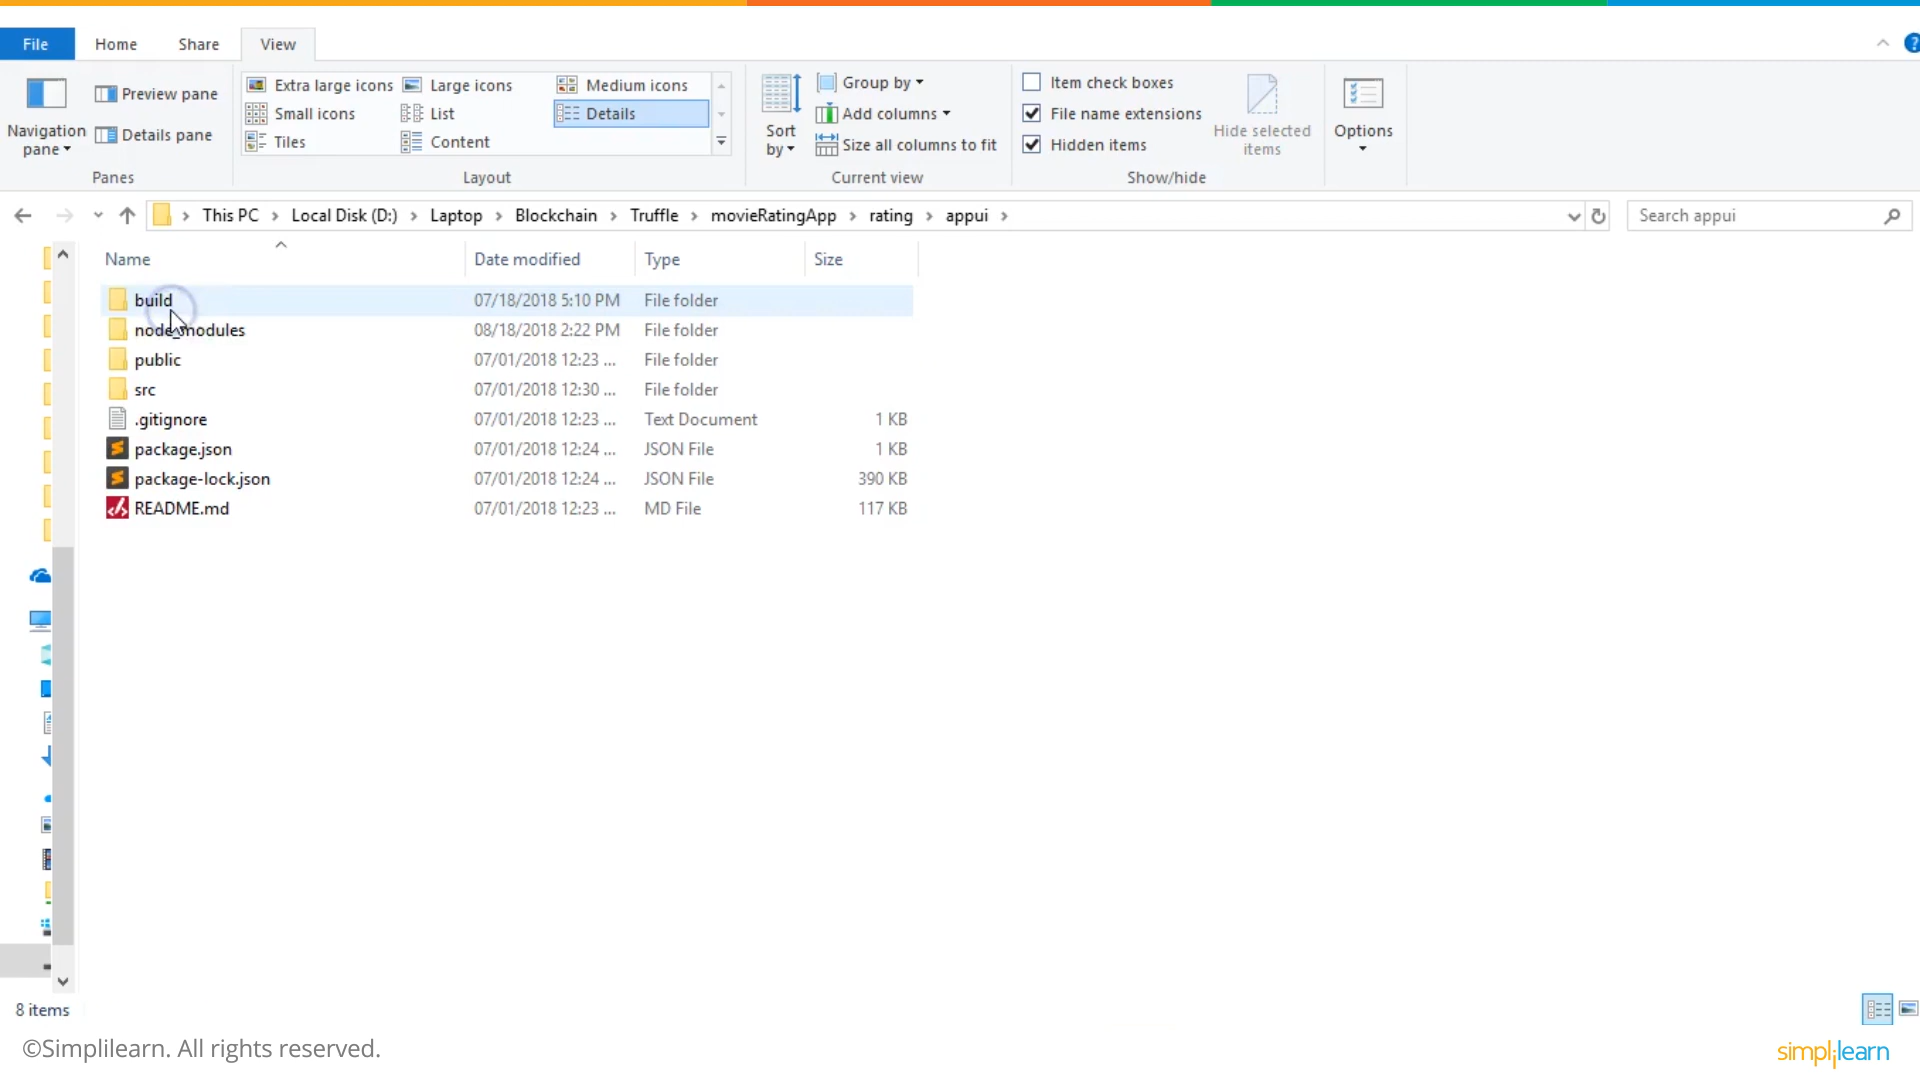 File Home Share View
Navigation pane
Preview pane
Details pane
Panes
Extra large icons Large icons Medium icons
Small icons List Details
Tiles Content
Layout
Sort by
Group by
Add columns
Size all columns to fit
Current view
Item check boxes
File name extensions
Hidden items
Hide selected items
Show/hide
Options
This PC › Local Disk (D:) › Laptop › Blockchain › Truffle › movieRatingApp › rating › appui ›
Search appui
Name Date modified Type Size
build 07/18/2018 5:10 PM File folder
node_modules 08/18/2018 2:22 PM File folder
public 07/01/2018 12:23 ... File folder
src 07/01/2018 12:30 ... File folder
.gitignore 07/01/2018 12:23 ... Text Document 1 KB
package.json 07/01/2018 12:24 ... JSON File 1 KB
package-lock.json 07/01/2018 12:24 ... JSON File 390 KB
README.md 07/01/2018 12:23 ... MD File 117 KB
8 items
©Simplilearn. All rights reserved.
simplilearn